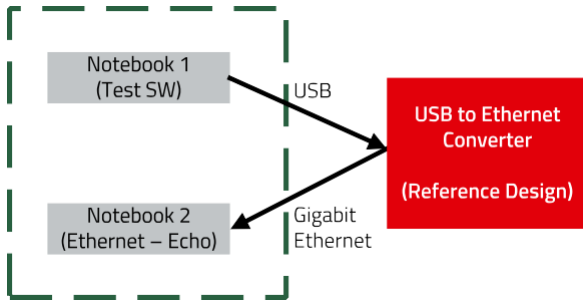 Notebook 1
(Test SW)
USB
USB to Ethernet
Converter
(Reference Design)
Notebook 2
(Ethernet – Echo)
Gigabit
Ethernet